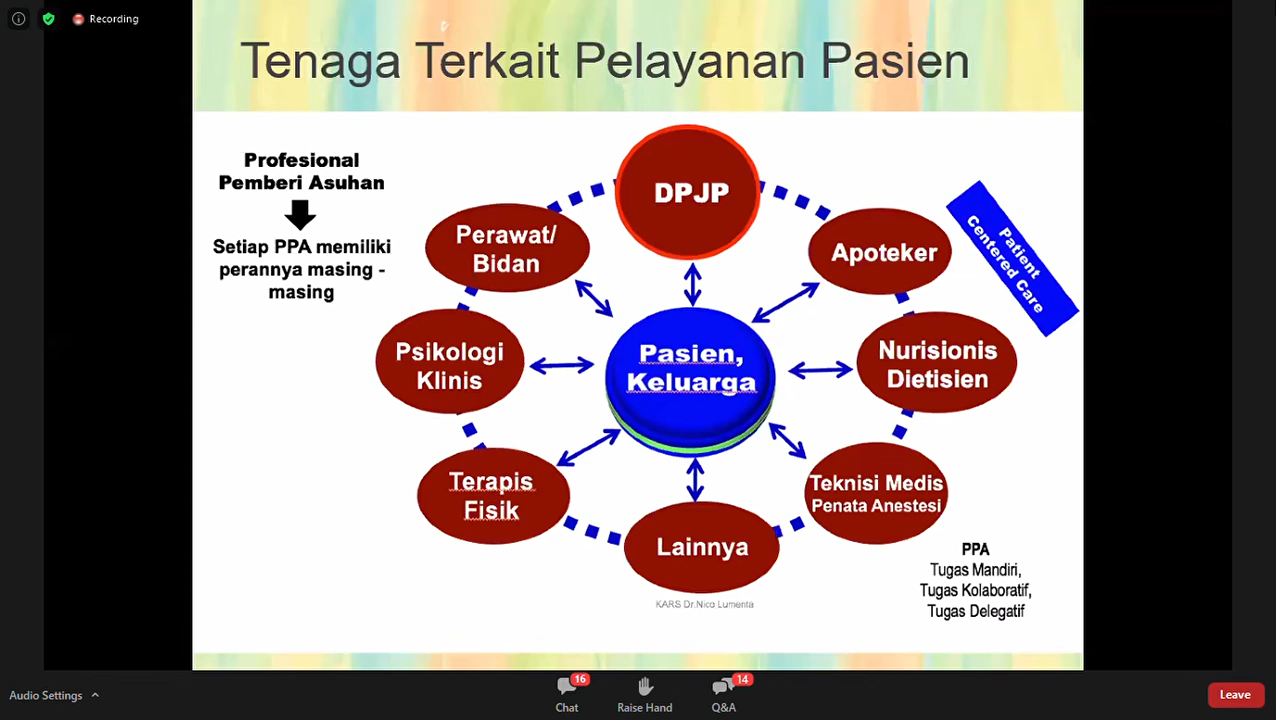 Recording
Tenaga Terkait Pelayanan Pasien
Profesional
Pemberi Asuhan
Setiap PPA memiliki
perannya masing -
masing
DPJP
Perawat/
Bidan
Apoteker
Patient
Centered Care
Psikologi
Klinis
Pasien,
Keluarga
Nurisionis
Dietisien
Terapis
Fisik
Teknisi Medis
Penata Anestesi
Lainnya
PPA
Tugas Mandiri,
Tugas Kolaboratif,
Tugas Delegatif
KARS Dr.Nico Lumenta
Audio Settings
16
Chat
Raise Hand
14
Q&A
Leave